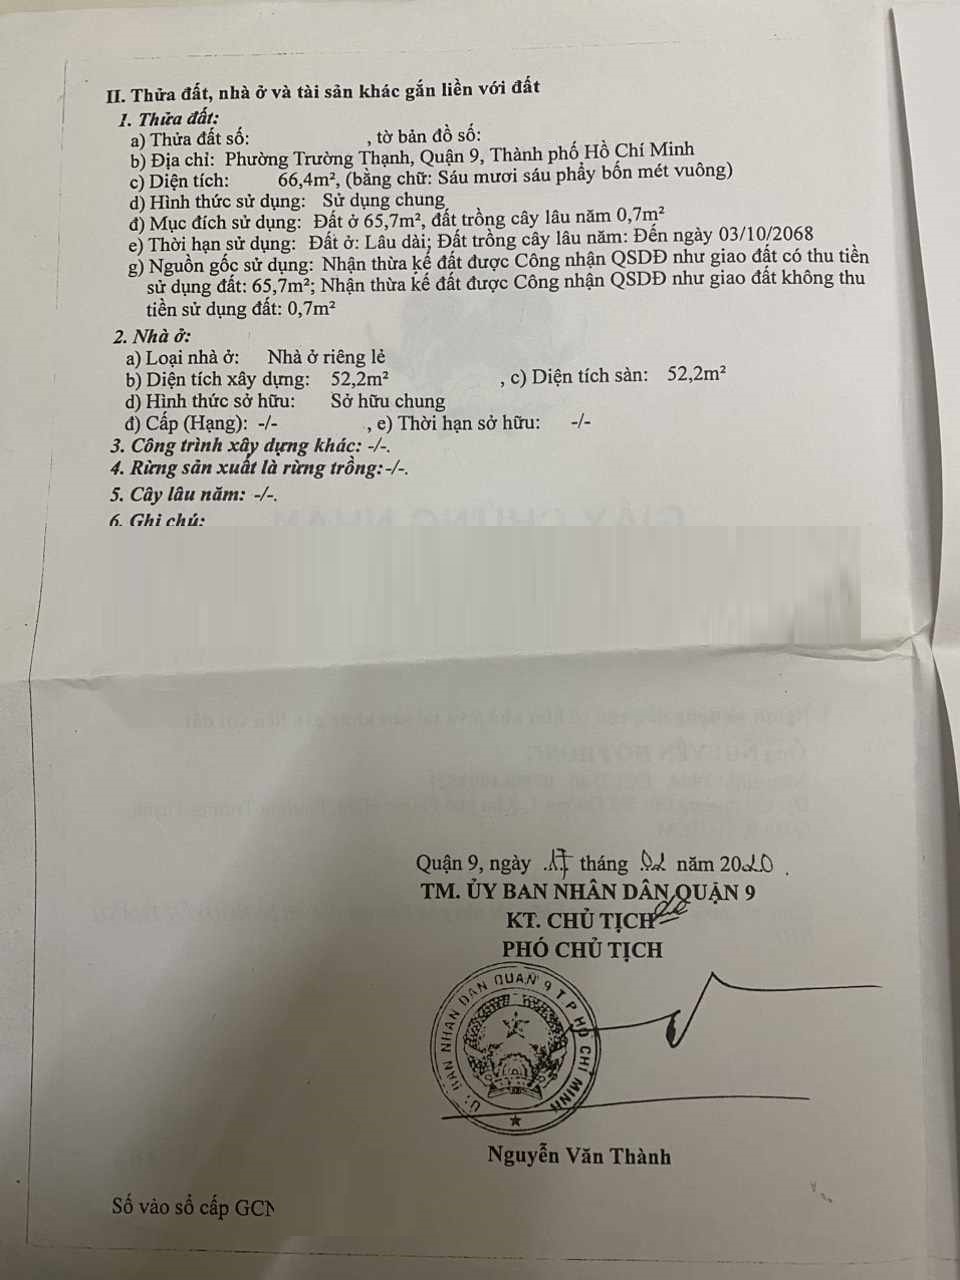 II. Thửa đất, nhà ở và tài sản khác gắn liền với đất
1. Thửa đất:
a) Thửa đất số: , tờ bản đồ số:
b) Địa chỉ: Phường Trường Thạnh, Quận 9, Thành phố Hồ Chí Minh
c) Diện tích: 66,4m², (bằng chữ: Sáu mươi sáu phẩy bốn mét vuông)
d) Hình thức sử dụng: Sử dụng chung
đ) Mục đích sử dụng: Đất ở 65,7m², đất trồng cây lâu năm 0,7m²
e) Thời hạn sử dụng: Đất ở: Lâu dài; Đất trồng cây lâu năm: Đến ngày 03/10/2068
g) Nguồn gốc sử dụng: Nhận thừa kế đất được Công nhận QSDĐ như giao đất có thu tiền
sử dụng đất: 65,7m²; Nhận thừa kế đất được Công nhận QSDĐ như giao đất không thu
tiền sử dụng đất: 0,7m²
2. Nhà ở:
a) Loại nhà ở: Nhà ở riêng lẻ
b) Diện tích xây dựng: 52,2m² , c) Diện tích sàn: 52,2m²
d) Hình thức sở hữu: Sở hữu chung
đ) Cấp (Hạng): -/- , e) Thời hạn sở hữu: -/-
3. Công trình xây dựng khác: -/-.
4. Rừng sản xuất là rừng trồng:-/-.
5. Cây lâu năm: -/-.
6. Ghi chú:
Quận 9, ngày 17 tháng 02 năm 2020
TM. ỦY BAN NHÂN DÂN QUẬN 9
KT. CHỦ TỊCH
PHÓ CHỦ TỊCH
U. BAN NHAN DAN QUAN 9 T.P HO CHI MINH
Nguyễn Văn Thành
Số vào sổ cấp GCN